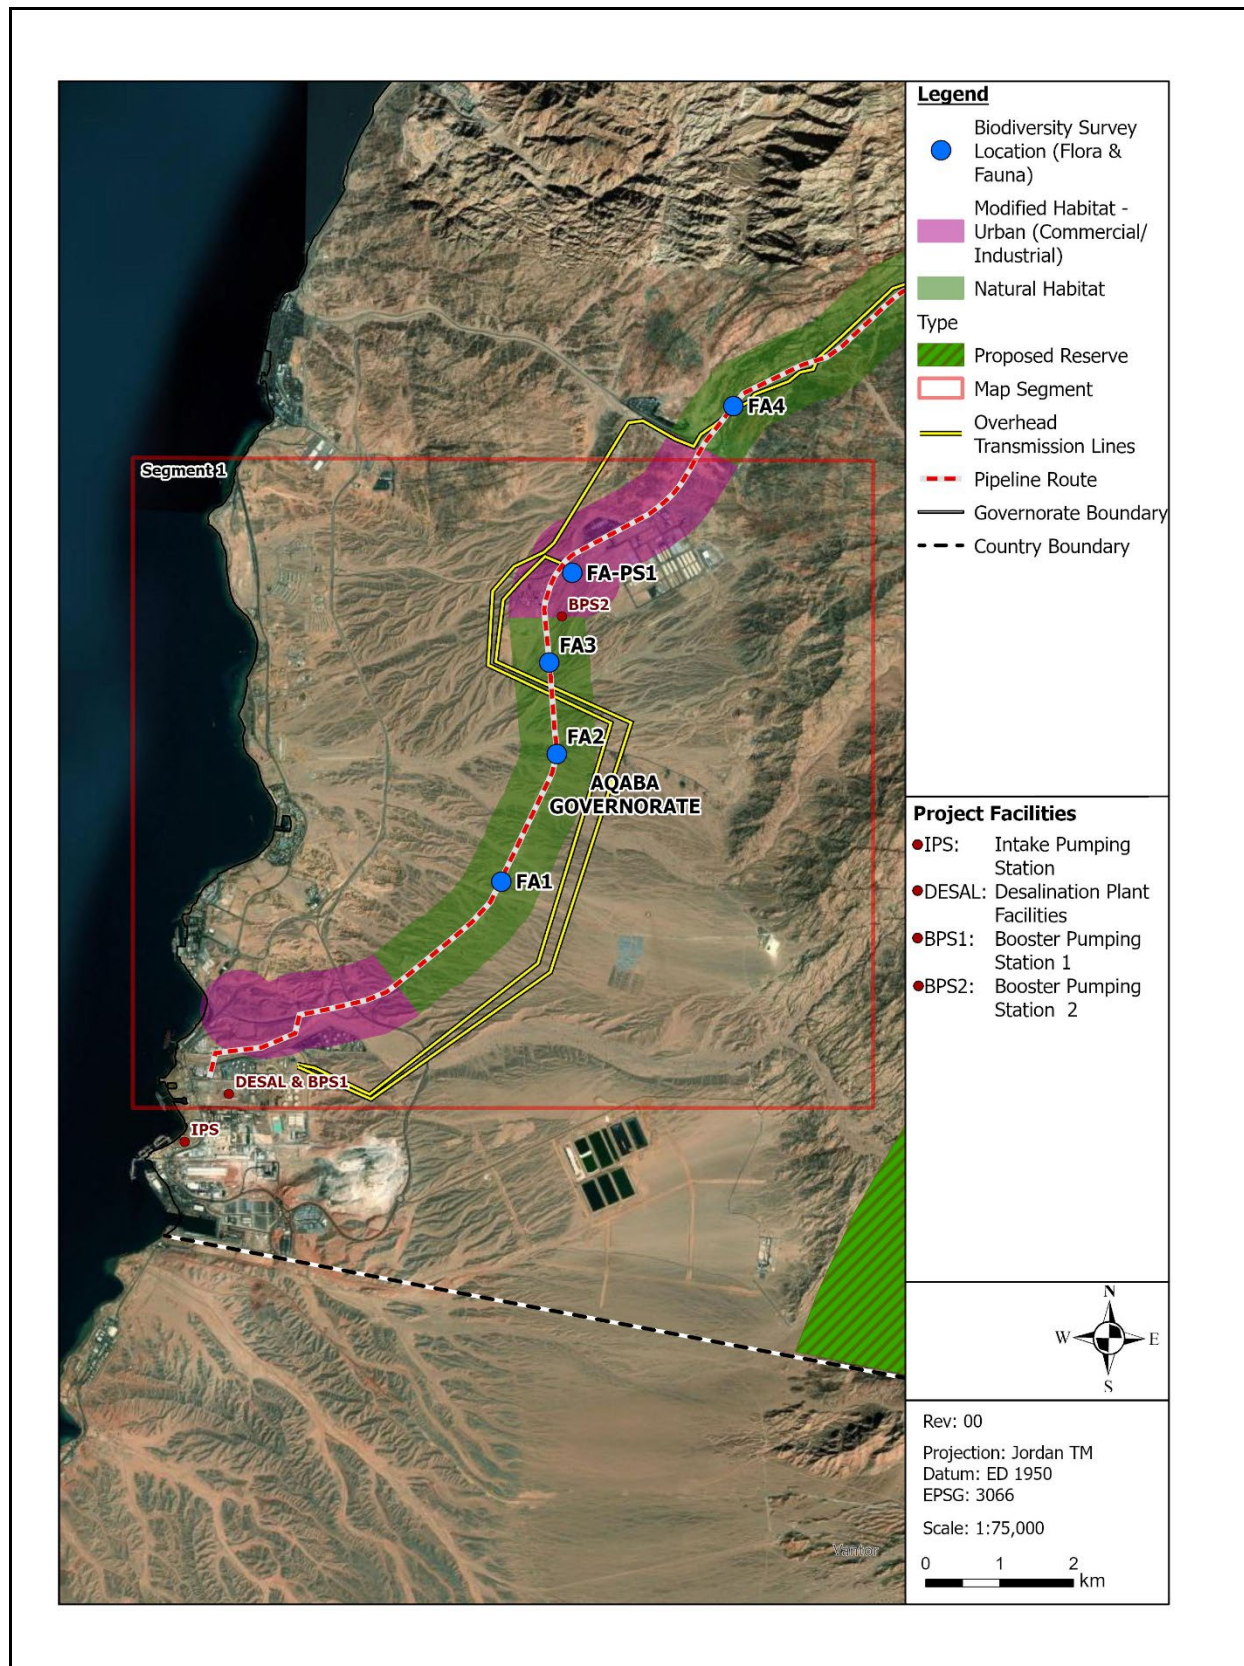 Legend
Biodiversity Survey
Location (Flora &
Fauna)
Modified Habitat -
Urban (Commercial/
Industrial)
Natural Habitat
Type
Proposed Reserve
Map Segment
Overhead
Transmission Lines
Pipeline Route
Governorate Boundary
Country Boundary
Project Facilities
IPS: Intake Pumping
Station
DESAL: Desalination Plant
Facilities
BPS1: Booster Pumping
Station 1
BPS2: Booster Pumping
Station 2
N
W E
S
Rev: 00
Projection: Jordan TM
Datum: ED 1950
EPSG: 3066
Scale: 1:75,000
0 1 2
km
FA4
Segment 1
FA-PS1
BPS2
FA3
FA2
AQABA
GOVERNORATE
FA1
DESAL & BPS1
IPS
Vantor